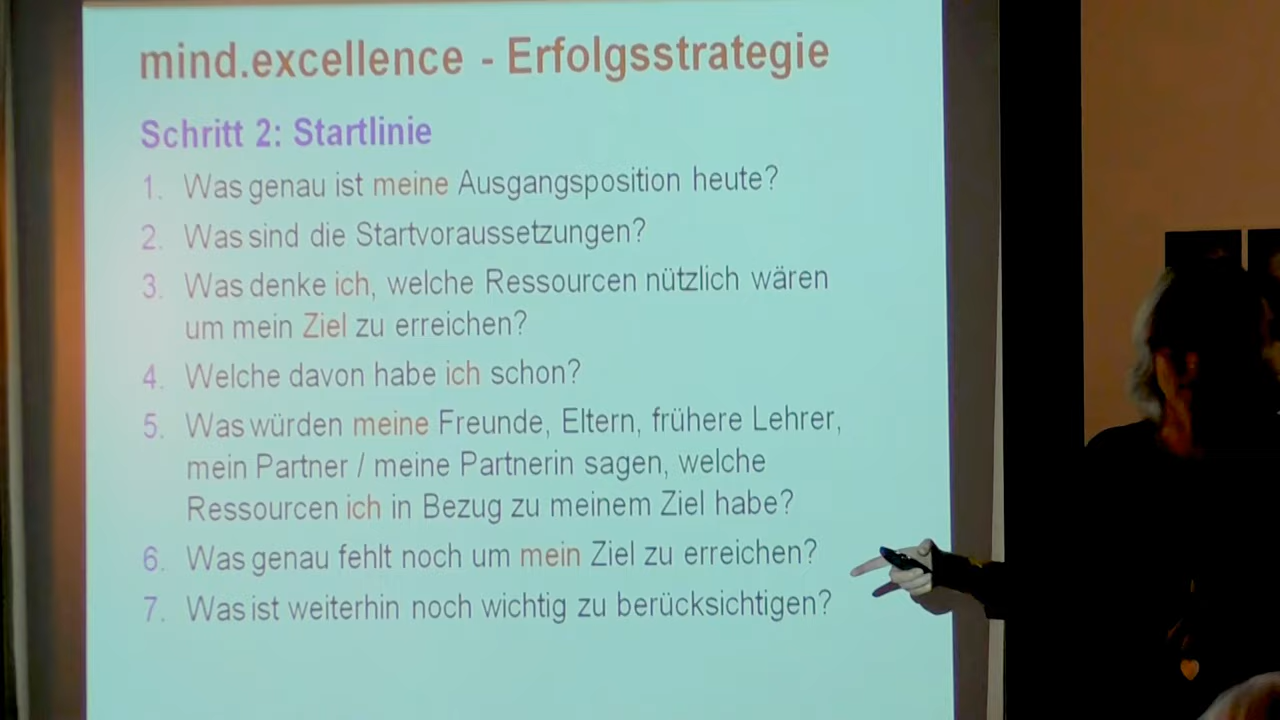 mind.excellence - Erfolgsstrategie
Schritt 2: Startlinie
1. Was genau ist meine Ausgangsposition heute?
2. Was sind die Startvoraussetzungen?
3. Was denke ich, welche Ressourcen nützlich wären
um mein Ziel zu erreichen?
4. Welche davon habe ich schon?
5. Was würden meine Freunde, Eltern, frühere Lehrer,
mein Partner / meine Partnerin sagen, welche
Ressourcen ich in Bezug zu meinem Ziel habe?
6. Was genau fehlt noch um mein Ziel zu erreichen?
7. Was ist weiterhin noch wichtig zu berücksichtigen?